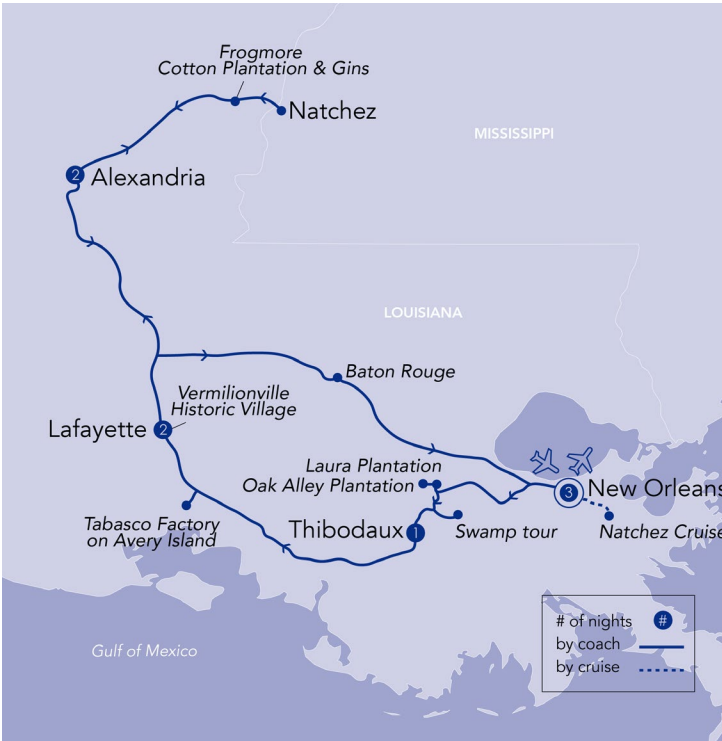 Frogmore
Cotton Plantation & Gins
Natchez
MISSISSIPPI
2
Alexandria
LOUISIANA
Baton Rouge
Vermilionville
Historic Village
Lafayette
2
Laura Plantation
Oak Alley Plantation
3
New Orleans
Tabasco Factory
on Avery Island
Thibodaux
1
Swamp tour
Natchez Cruise
# of nights
#
by coach
by cruise
Gulf of Mexico